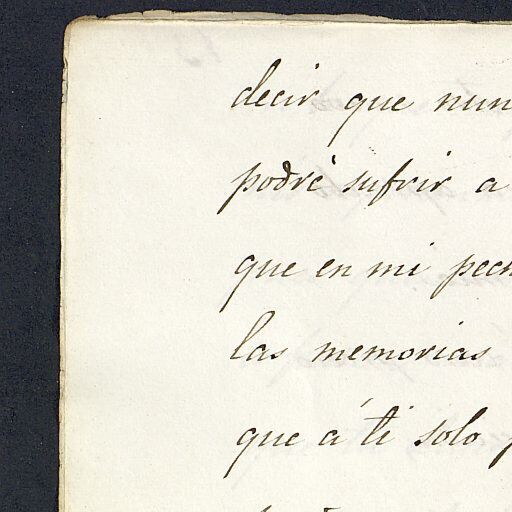 decir que nun
podré sufrir a
que en mi pech
las memorias
que á ti solo